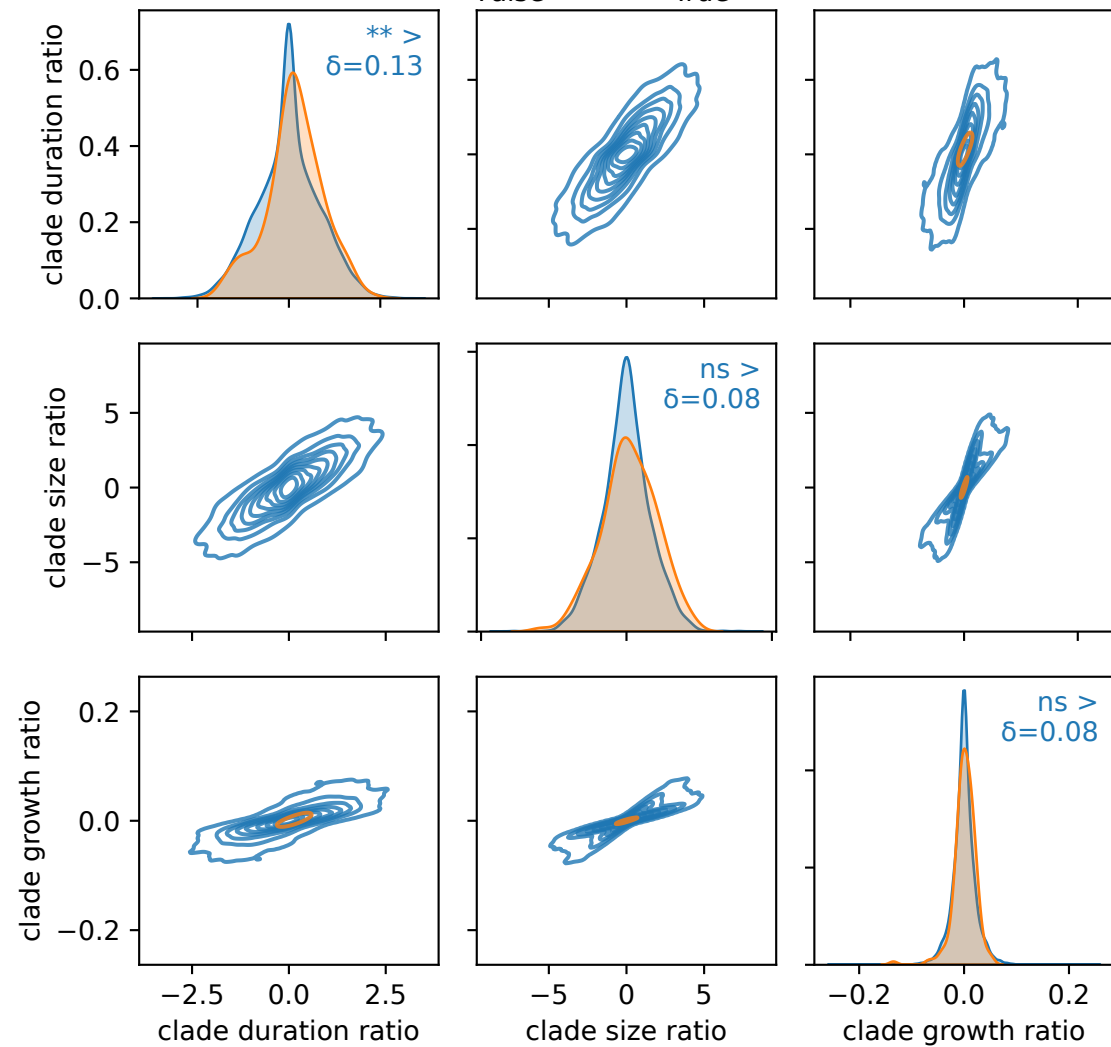 clade duration ratio
0.6
0.4
0.2
0.0
** >
δ=0.13
clade size ratio
5
0
−5
ns >
δ=0.08
clade growth ratio
0.2
0.0
−0.2
ns >
δ=0.08
−2.5 0.0 2.5
−5 0 5
−0.2 0.0
clade duration ratio
clade size ratio
clade growth ratio